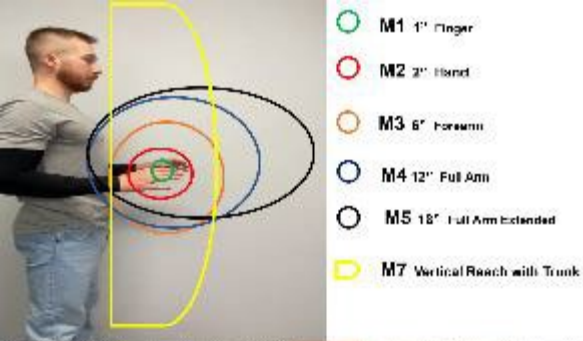 M1 1" Finger
M2 2" Hand
M3 6" Forearm
M4 12" Full Arm
M5 18" Full Arm Extended
M7 Vertical Reach with Trunk